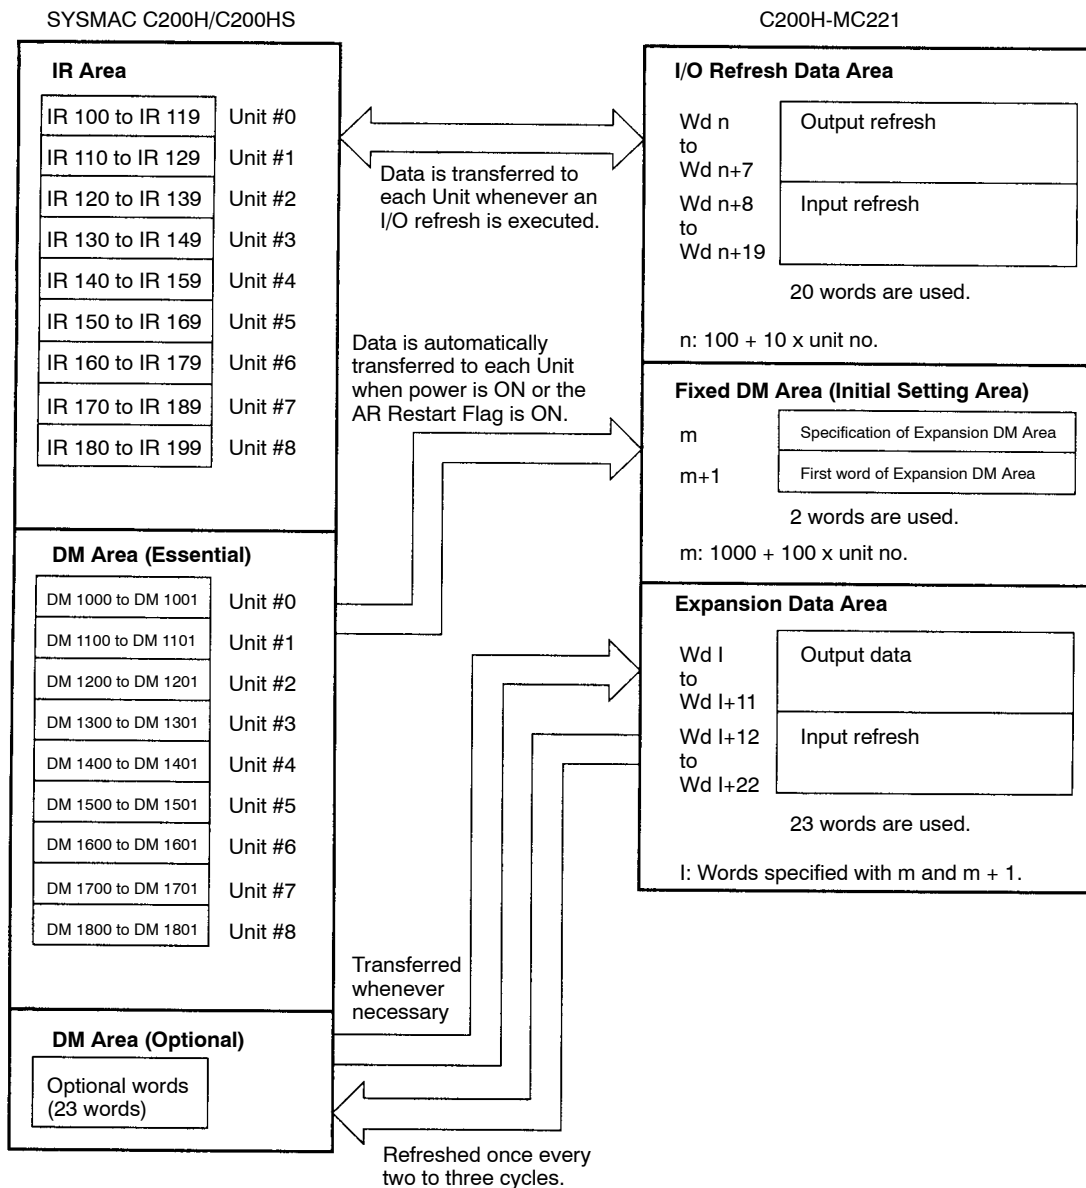 SYSMAC C200H/C200HS
C200H-MC221
IR Area
IR 100 to IR 119 Unit #0
IR 110 to IR 129 Unit #1
IR 120 to IR 139 Unit #2
IR 130 to IR 149 Unit #3
IR 140 to IR 159 Unit #4
IR 150 to IR 169 Unit #5
IR 160 to IR 179 Unit #6
IR 170 to IR 189 Unit #7
IR 180 to IR 199 Unit #8
DM Area (Essential)
DM 1000 to DM 1001 Unit #0
DM 1100 to DM 1101 Unit #1
DM 1200 to DM 1201 Unit #2
DM 1300 to DM 1301 Unit #3
DM 1400 to DM 1401 Unit #4
DM 1500 to DM 1501 Unit #5
DM 1600 to DM 1601 Unit #6
DM 1700 to DM 1701 Unit #7
DM 1800 to DM 1801 Unit #8
DM Area (Optional)
Optional words
(23 words)
Data is transferred to
each Unit whenever an
I/O refresh is executed.
Data is automatically
transferred to each Unit
when power is ON or the
AR Restart Flag is ON.
Transferred
whenever
necessary
Refreshed once every
two to three cycles.
I/O Refresh Data Area
Wd n Output refresh
to
Wd n+7
Wd n+8 Input refresh
to
Wd n+19
20 words are used.
n: 100 + 10 x unit no.
Fixed DM Area (Initial Setting Area)
m Specification of Expansion DM Area
m+1 First word of Expansion DM Area
2 words are used.
m: 1000 + 100 x unit no.
Expansion Data Area
Wd I Output data
to
Wd I+11
Wd I+12 Input refresh
to
Wd I+22
23 words are used.
I: Words specified with m and m + 1.